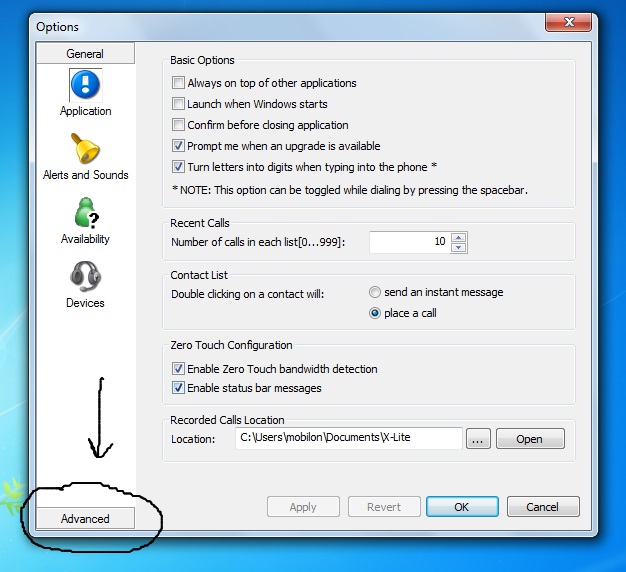 Options
General
Application
Alerts and Sounds
Availability
Devices
Advanced
Basic Options
Always on top of other applications
Launch when Windows starts
Confirm before closing application
Prompt me when an upgrade is available
Turn letters into digits when typing into the phone *
* NOTE: This option can be toggled while dialing by pressing the spacebar.
Recent Calls
Number of calls in each list[0...999]: 10
Contact List
Double clicking on a contact will: send an instant message
place a call
Zero Touch Configuration
Enable Zero Touch bandwidth detection
Enable status bar messages
Recorded Calls Location
Location: C:\Users\mobilon\Documents\X-Lite ... Open
Apply Revert OK Cancel